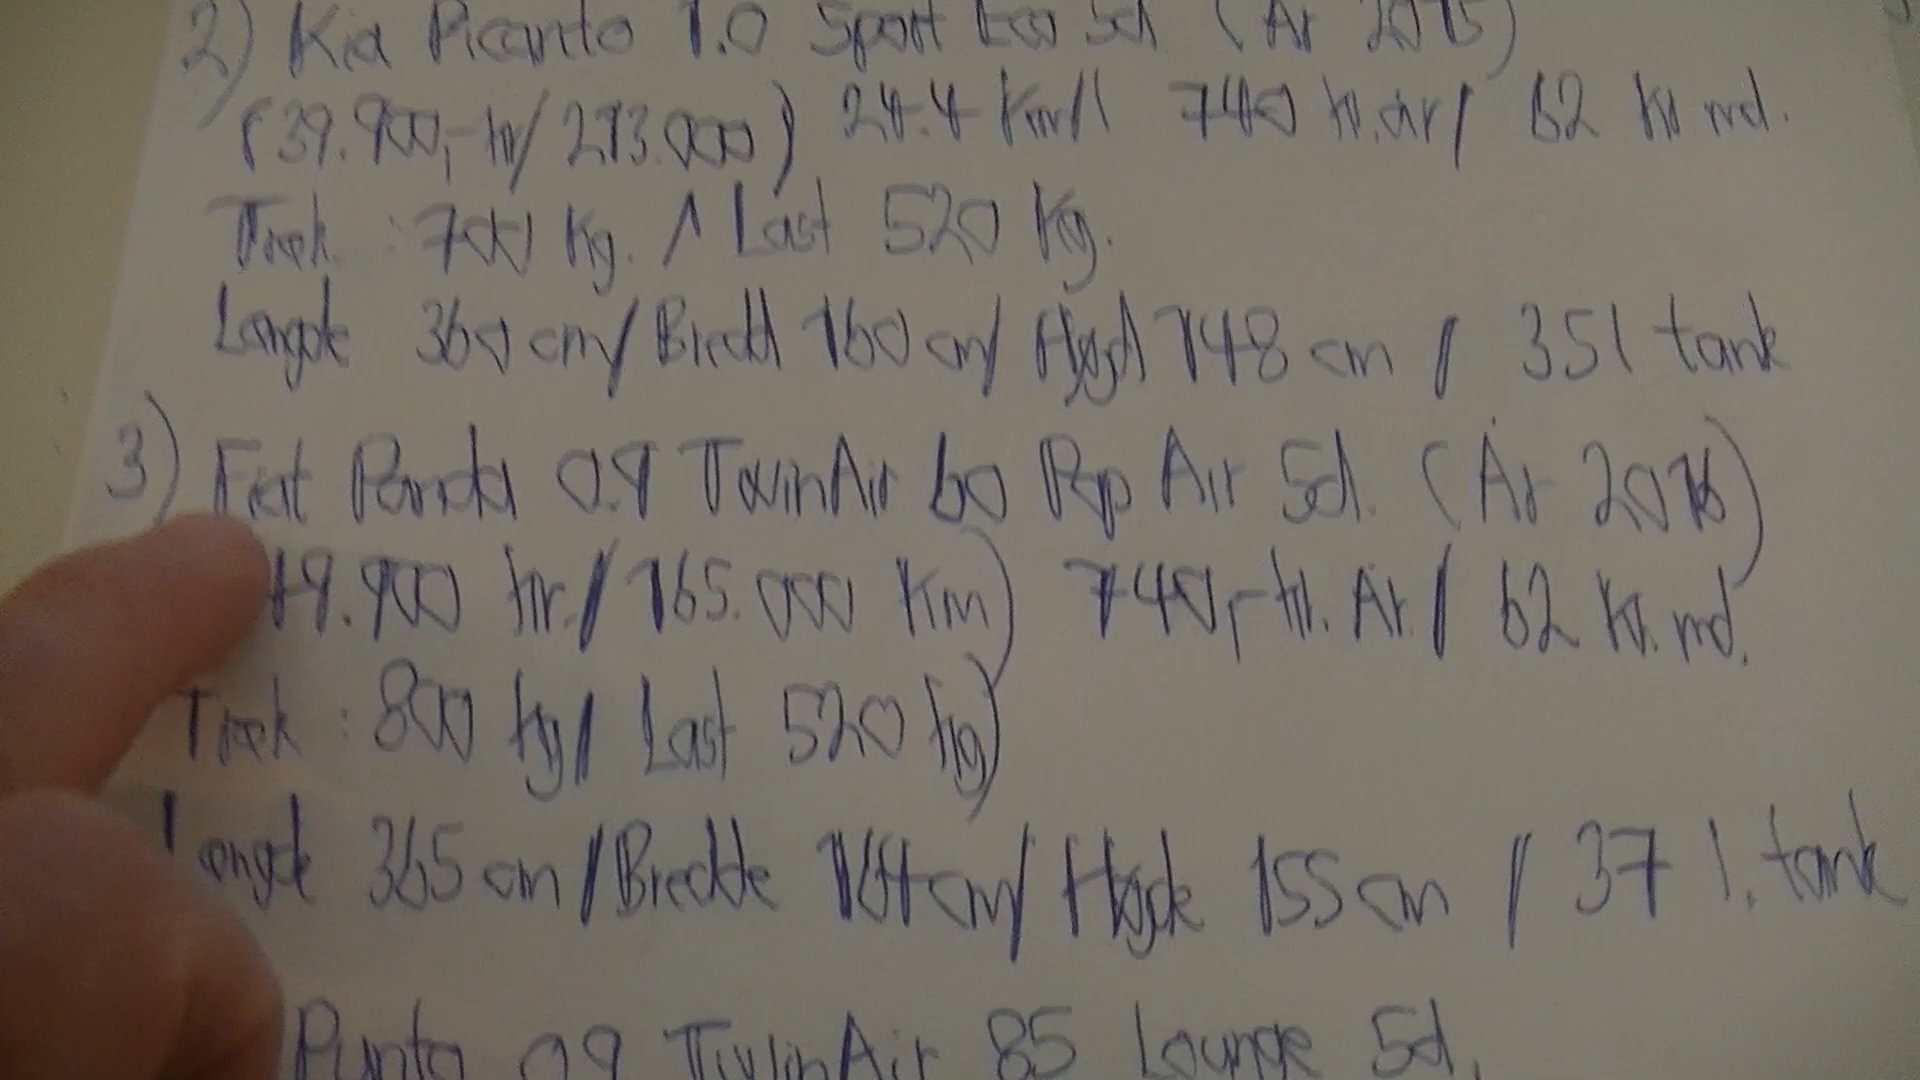 2) Kia Picanto 1.0 Sport Eco 5d (År 2015)
(39.900,- kr/ 213.000) 24.4 Km/l 740 kr. år/ 62 kr md.
Træk : 700 Kg. / Last 520 Kg.
Længde 360 cm/ Bredd 160 cm/ Højd 148 cm / 35 l tank
3) Fiat Panda 0.9 TwinAir 60 Pop Air 5d. (År 2016)
19.900 kr. / 165.000 Km) 740,- kr. År. / 62 Kr. md.
Træk : 800 kg / Last 520 kg)
Længde 365 cm / Bredde 164 cm/ Højde 155 cm / 37 l. tank
Punto 0.9 TwinAir 85 Lounge 5d.